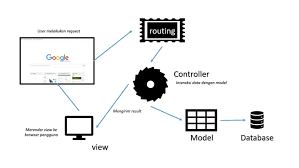 User melakukan request
routing
Google
Controller
Interaksi data dengan model
Mengirim result
Merender view ke
browser pengguna
view
Model
Database